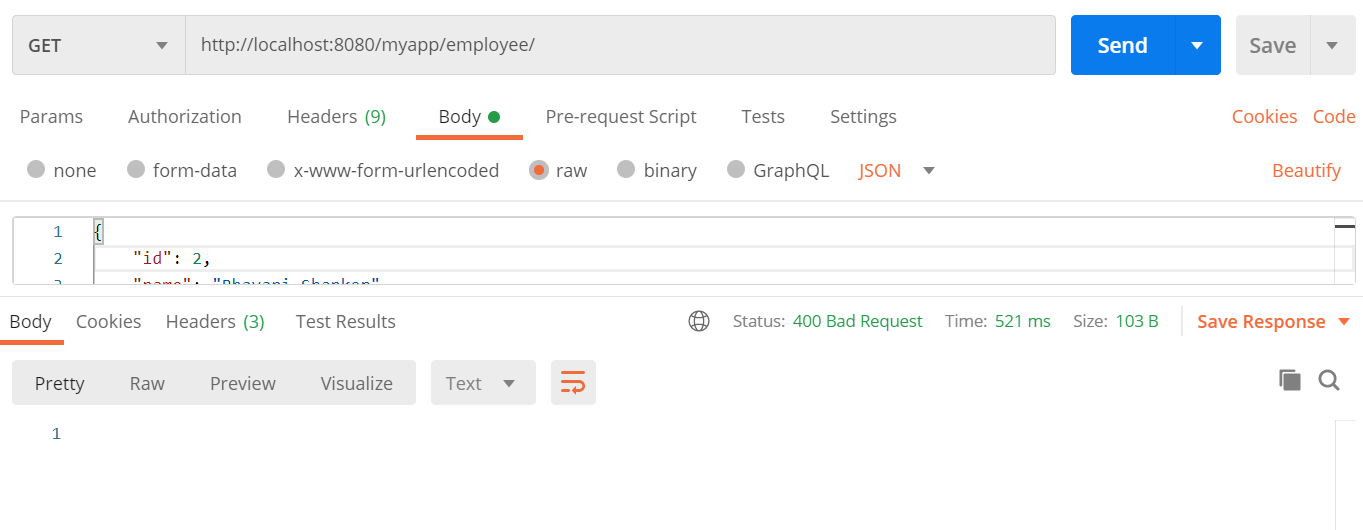 GET http://localhost:8080/myapp/employee/ Send Save
Params Authorization Headers (9) Body Pre-request Script Tests Settings Cookies Code
none form-data x-www-form-urlencoded raw binary GraphQL JSON Beautify
1 {
2 "id": 2,
"name": "Bhavani Shanker"
Body Cookies Headers (3) Test Results Status: 400 Bad Request Time: 521 ms Size: 103 B Save Response
Pretty Raw Preview Visualize Text
1